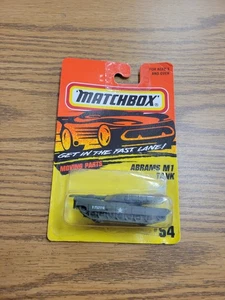 MATCHBOX
GET IN THE FAST LANE!
MOVING PARTS
ABRAMS M1
TANK
54